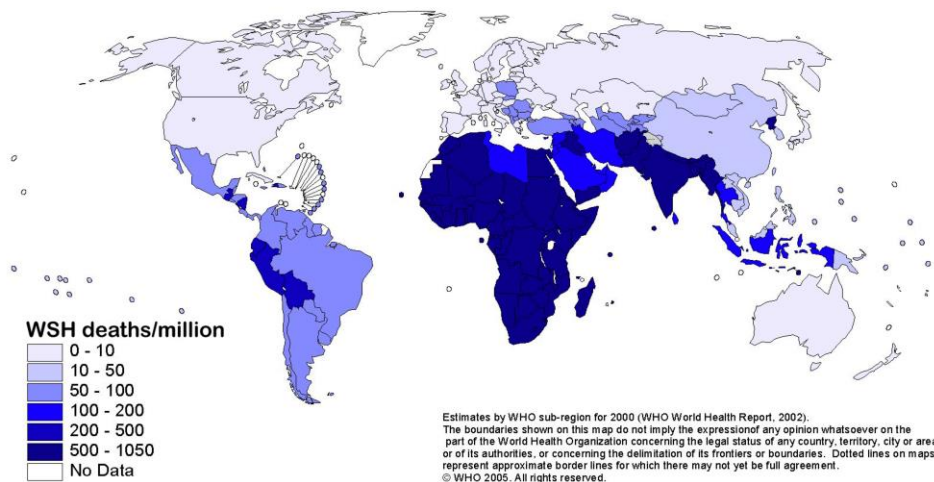 WSH deaths/million
0 - 10
10 - 50
50 - 100
100 - 200
200 - 500
500 - 1050
No Data
Estimates by WHO sub-region for 2000 (WHO World Health Report, 2002).
The boundaries shown on this map do not imply the expressionof any opinion whatsoever on the
part of the World Health Organization concerning the legal status of any country, territory, city or area
or of its authorities, or concerning the delimitation of its frontiers or boundaries. Dotted lines on maps
represent approximate border lines for which there may not yet be full agreement.
© WHO 2005. All rights reserved.